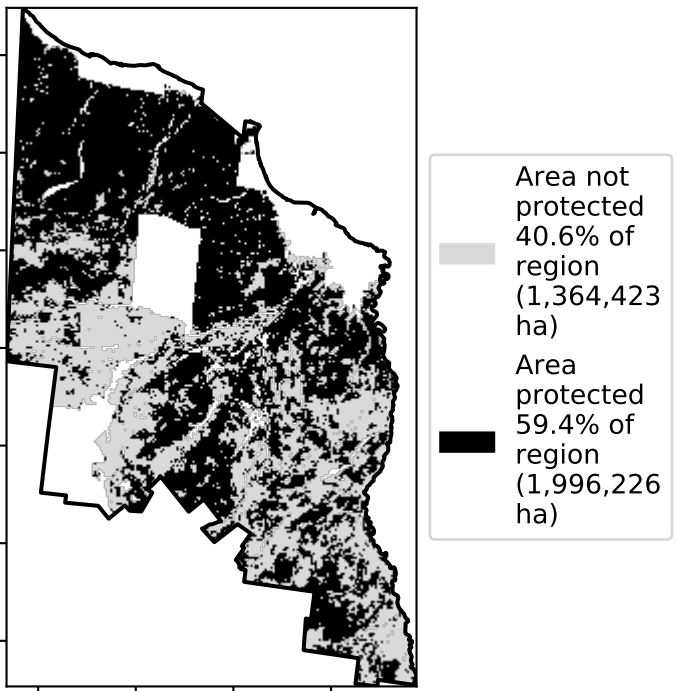 Area not
protected
40.6% of
region
(1,364,423
ha)
Area
protected
59.4% of
region
(1,996,226
ha)